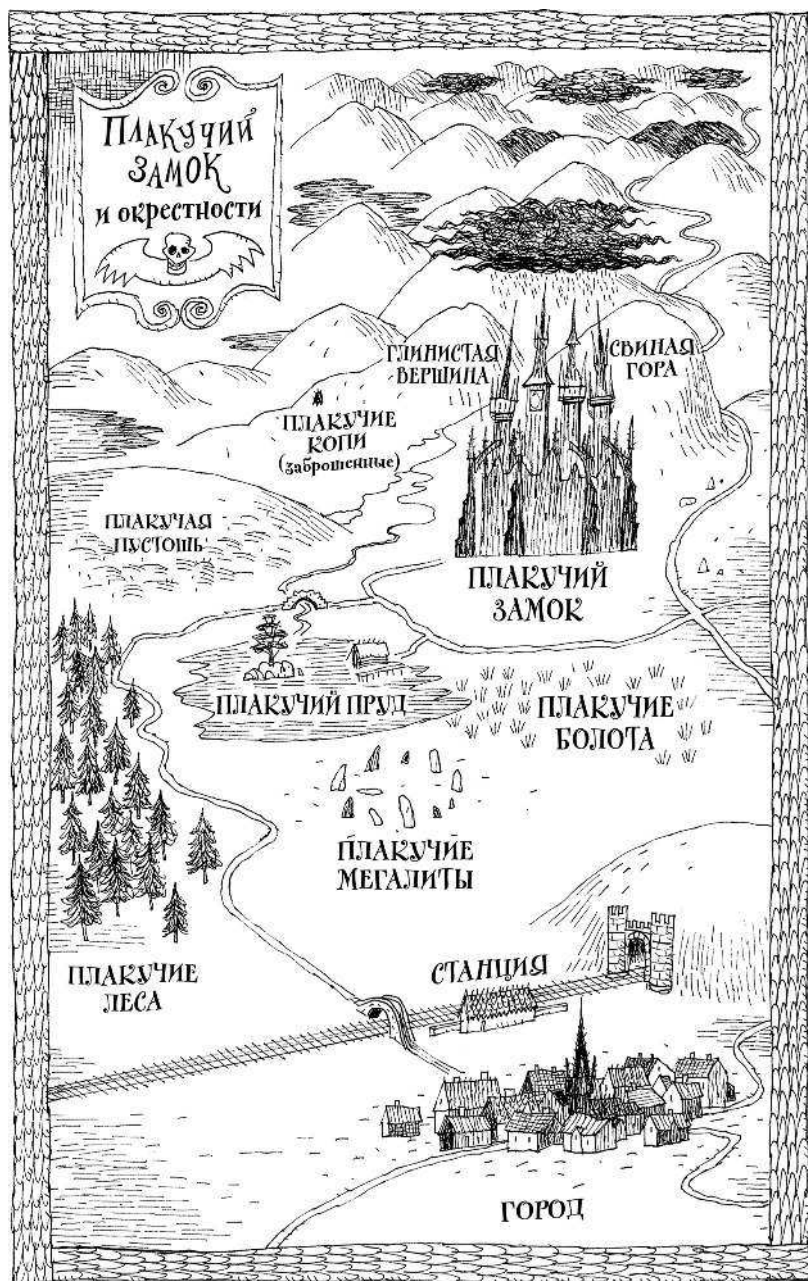 Плакучий
замок
и окрестности
Глинистая
вершина
Свиная
гора
Плакучие
копи
(заброшенные)
Плакучая
пустошь
Плакучий
замок
Плакучий пруд
Плакучие
болота
Плакучие
мегалиты
Плакучие
леса
Станция
Город